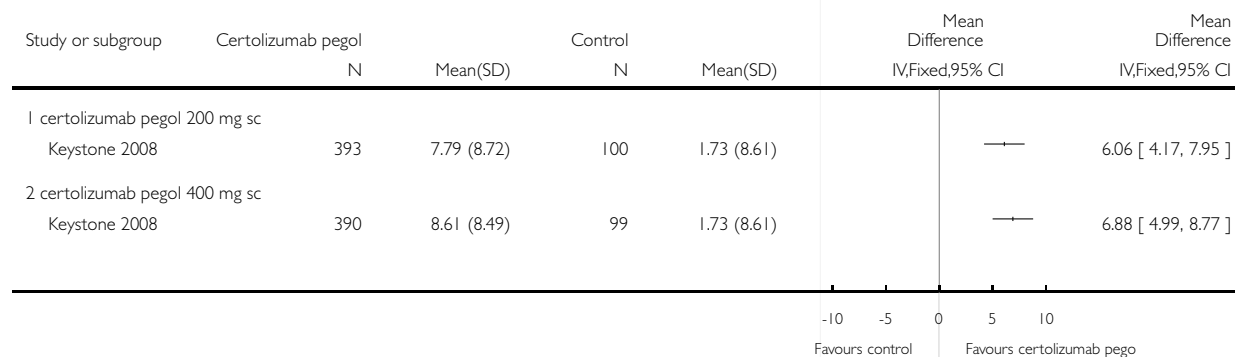 Study or subgroup Certolizumab pegol Control Mean Difference Mean Difference
N Mean(SD) N Mean(SD) IV,Fixed,95% CI IV,Fixed,95% CI
1 certolizumab pegol 200 mg sc
Keystone 2008 393 7.79 (8.72) 100 1.73 (8.61) 6.06 [ 4.17, 7.95 ]
2 certolizumab pegol 400 mg sc
Keystone 2008 390 8.61 (8.49) 99 1.73 (8.61) 6.88 [ 4.99, 8.77 ]
-10 -5 0 5 10
Favours control Favours certolizumab pego